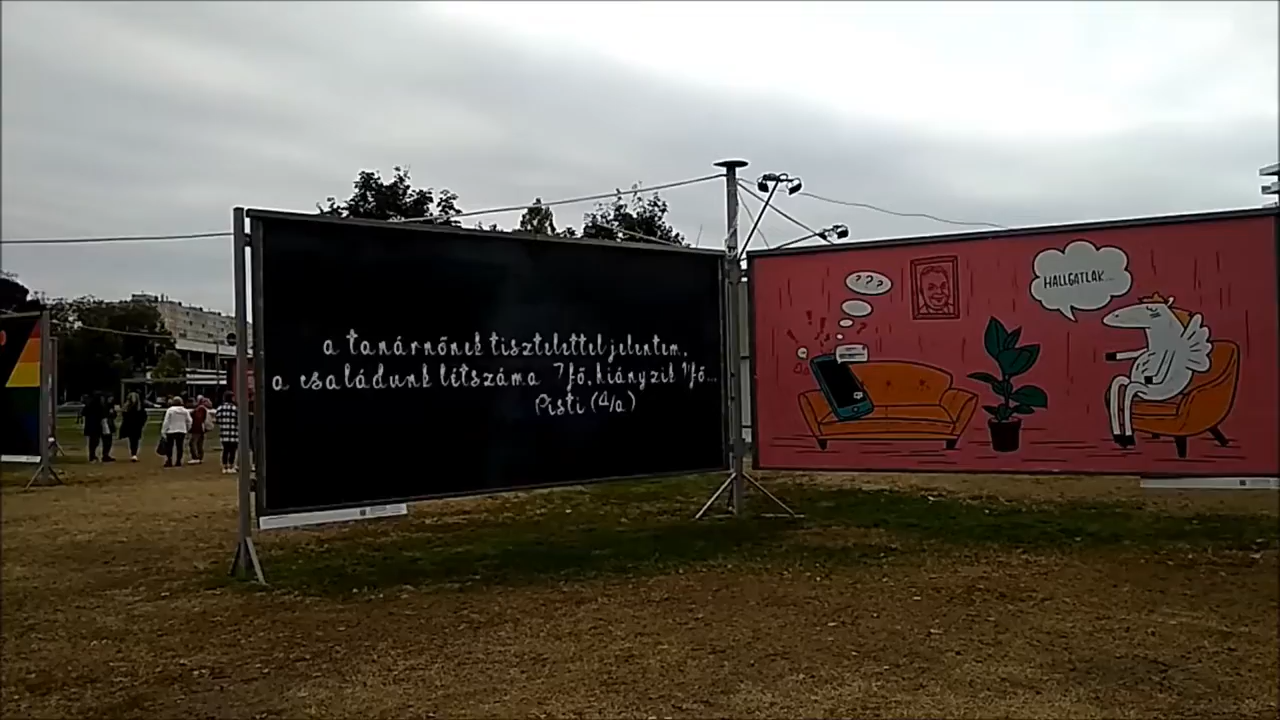 a tanárnőnek tisztelettel jelentem,
a családunk létszáma 7 fő, hiányzik 1 fő...
Pisti (4/a)
? ? ?
HALLGATLAK...